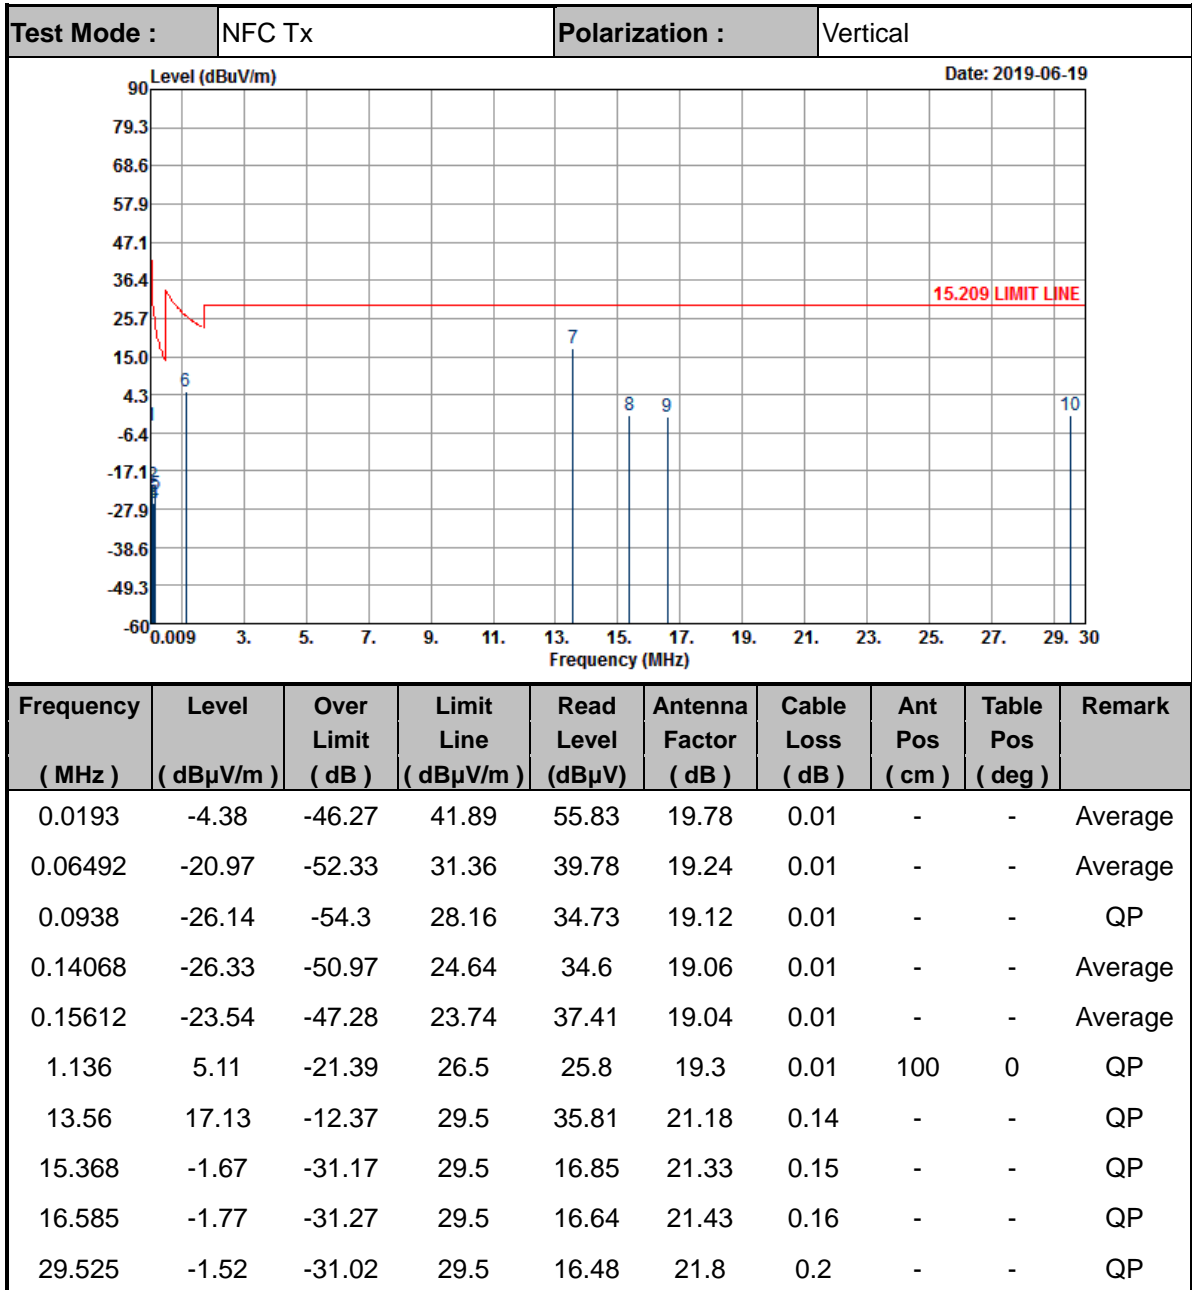 Test Mode : NFC Tx Polarization : Vertical
Level (dBuV/m) Date: 2019-06-19
90
79.3
68.6
57.9
47.1
36.4
15.209 LIMIT LINE
25.7
7
15.0
6
4.3
8 9 10
-6.4
-17.1
2
5
-27.9
-38.6
-49.3
-60
0.009 3. 5. 7. 9. 11. 13. 15. 17. 19. 21. 23. 25. 27. 29. 30
Frequency (MHz)
Frequency Level Over Limit Read Antenna Cable Ant Table Remark
Limit Line Level Factor Loss Pos Pos
( MHz ) ( dBµV/m ) ( dB ) ( dBµV/m ) (dBµV) ( dB ) ( dB ) ( cm ) ( deg )
0.0193 -4.38 -46.27 41.89 55.83 19.78 0.01 - - Average
0.06492 -20.97 -52.33 31.36 39.78 19.24 0.01 - - Average
0.0938 -26.14 -54.3 28.16 34.73 19.12 0.01 - - QP
0.14068 -26.33 -50.97 24.64 34.6 19.06 0.01 - - Average
0.15612 -23.54 -47.28 23.74 37.41 19.04 0.01 - - Average
1.136 5.11 -21.39 26.5 25.8 19.3 0.01 100 0 QP
13.56 17.13 -12.37 29.5 35.81 21.18 0.14 - - QP
15.368 -1.67 -31.17 29.5 16.85 21.33 0.15 - - QP
16.585 -1.77 -31.27 29.5 16.64 21.43 0.16 - - QP
29.525 -1.52 -31.02 29.5 16.48 21.8 0.2 - - QP